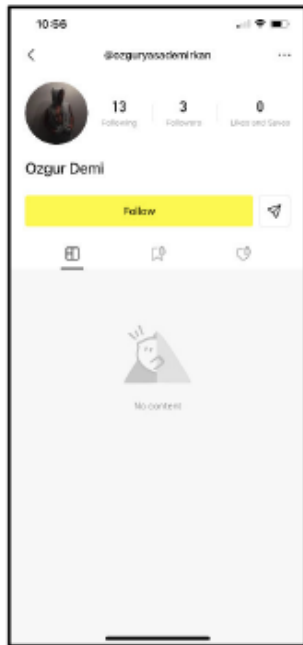 10:56
@ozguryasademirkan
13 3 0
Following Followers Likes and Saves
Ozgur Demi
Follow
No content